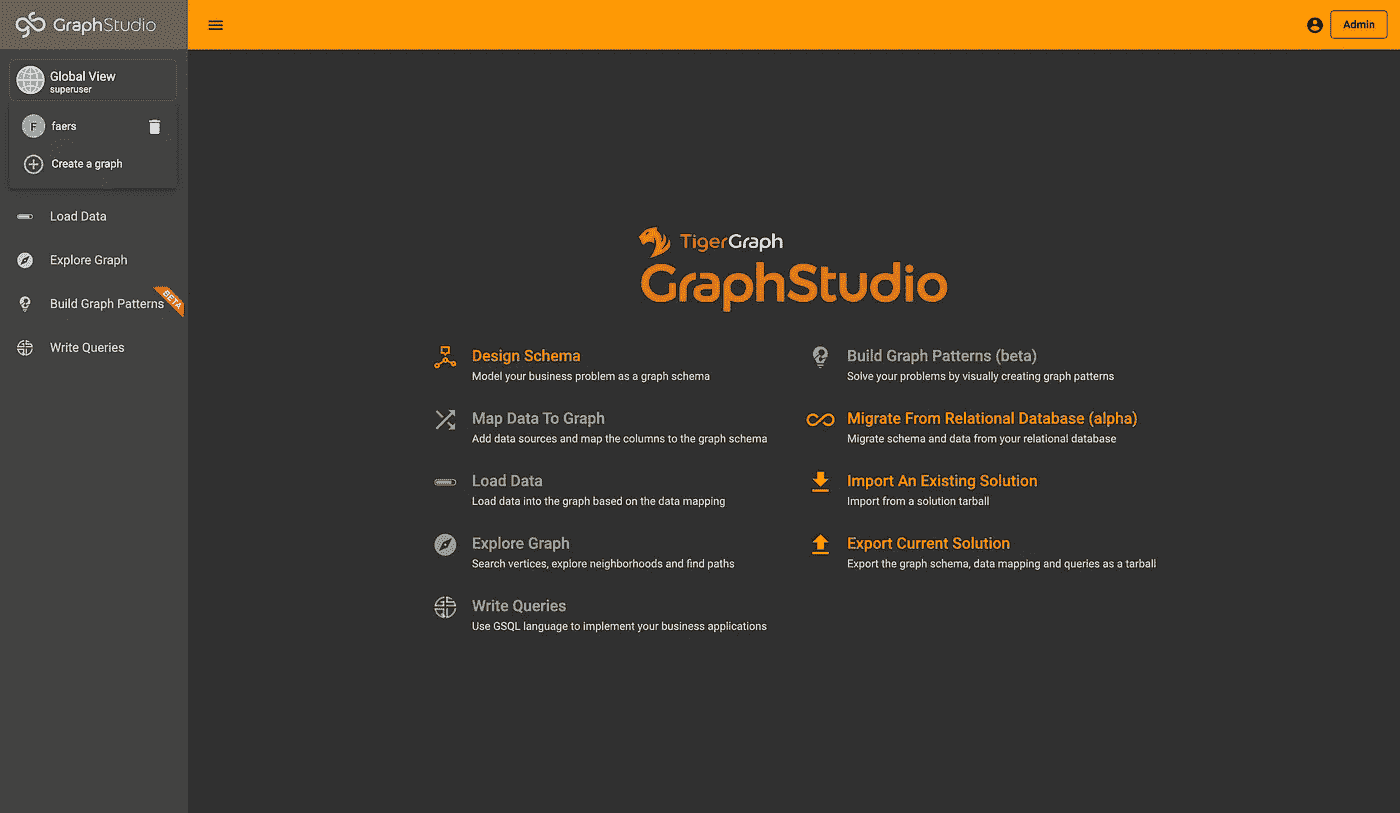 GraphStudio
Admin
Global View
superuser
F
faers
Create a graph
Load Data
Explore Graph
Build Graph Patterns
BETA
Write Queries
TigerGraph
GraphStudio
Design Schema
Model your business problem as a graph schema
Map Data To Graph
Add data sources and map the columns to the graph schema
Load Data
Load data into the graph based on the data mapping
Explore Graph
Search vertices, explore neighborhoods and find paths
Write Queries
Use GSQL language to implement your business applications
Build Graph Patterns (beta)
Solve your problems by visually creating graph patterns
Migrate From Relational Database (alpha)
Migrate schema and data from your relational database
Import An Existing Solution
Import from a solution tarball
Export Current Solution
Export the graph schema, data mapping and queries as a tarball